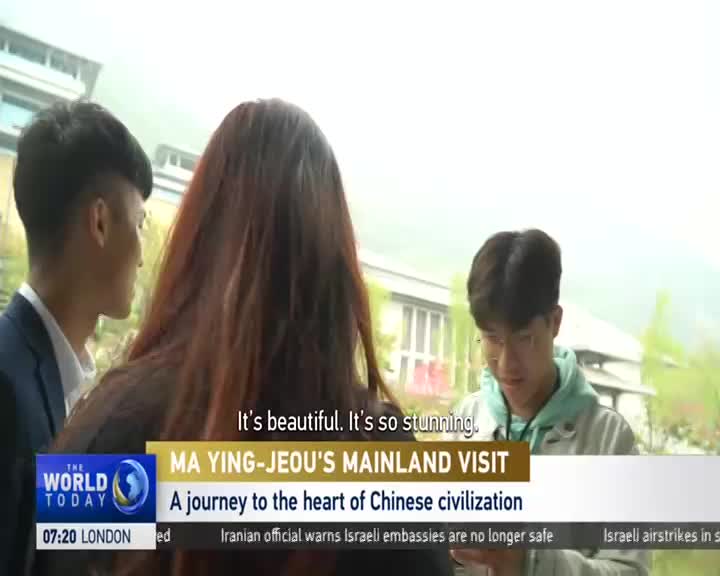 It's beautiful. It's so stunning.
MA YING-JEOU'S MAINLAND VISIT
A journey to the heart of Chinese civilization
THE
WORLD
TODAY
07:20 LONDON
Iranian official warns Israeli embassies are no longer safe
Israeli airstrikes in